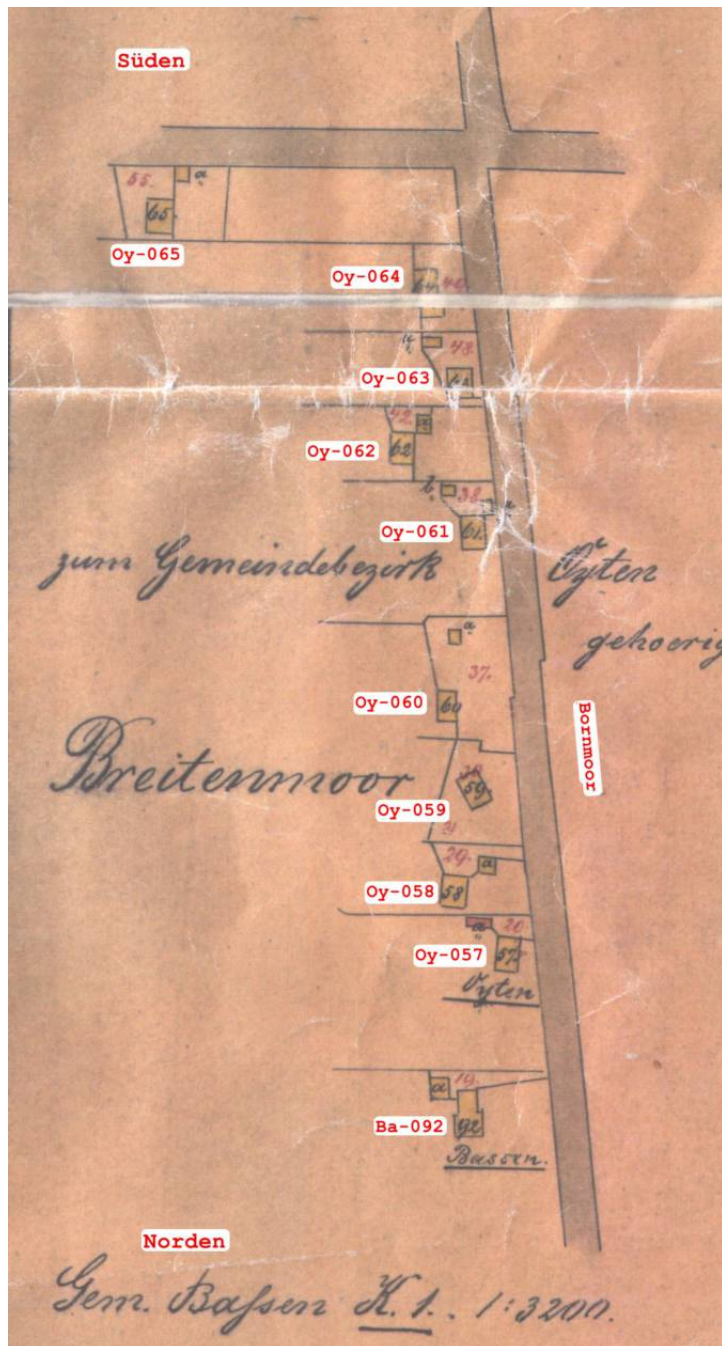 Süden
55.
a
65.
Oy-065
Oy-064
64
40.
a
48.
Oy-063
42.
a
Oy-062
62
b.
38.
a
Oy-061
61.
zum Gemeindebezirk Oÿten
gehoerig
a
37.
Oy-060
60
Bornmoor
Breitenmoor
59.
Oy-059
29.
a
Oy-058
58
a
20
Oy-057
57.
Oyten
19.
a
Ba-092
92
Bassen.
Norden
Gem. Baſsen K. 1. 1:3200.